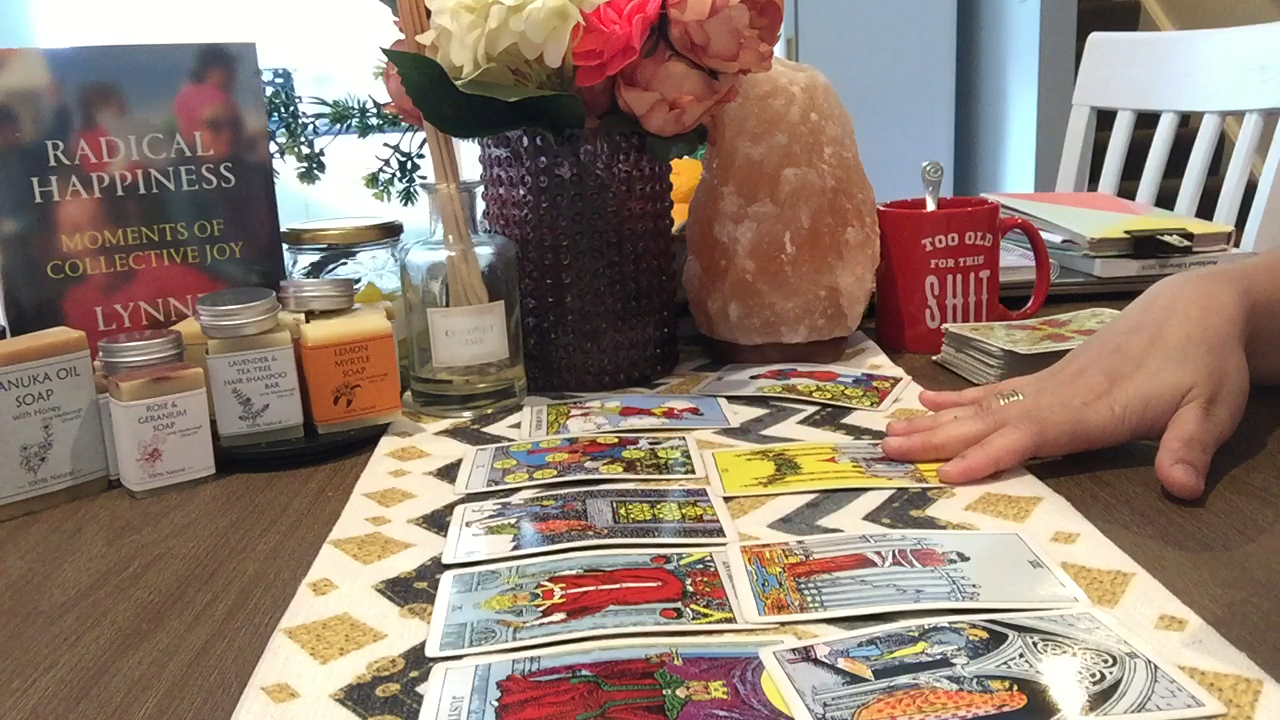 RADICAL
HAPPINESS
MOMENTS OF
COLLECTIVE JOY
LYNNE
ANUKA OIL
SOAP
with Honey
100% Natural
ROSE &
GERANIUM
SOAP
100% Natural
LAVENDER &
TEA TREE
HAIR SHAMPOO
BAR
100% Natural
LEMON
MYRTLE
SOAP
100% Natural
COCONUT
TOO OLD
FOR THIS
SHIT
JUST